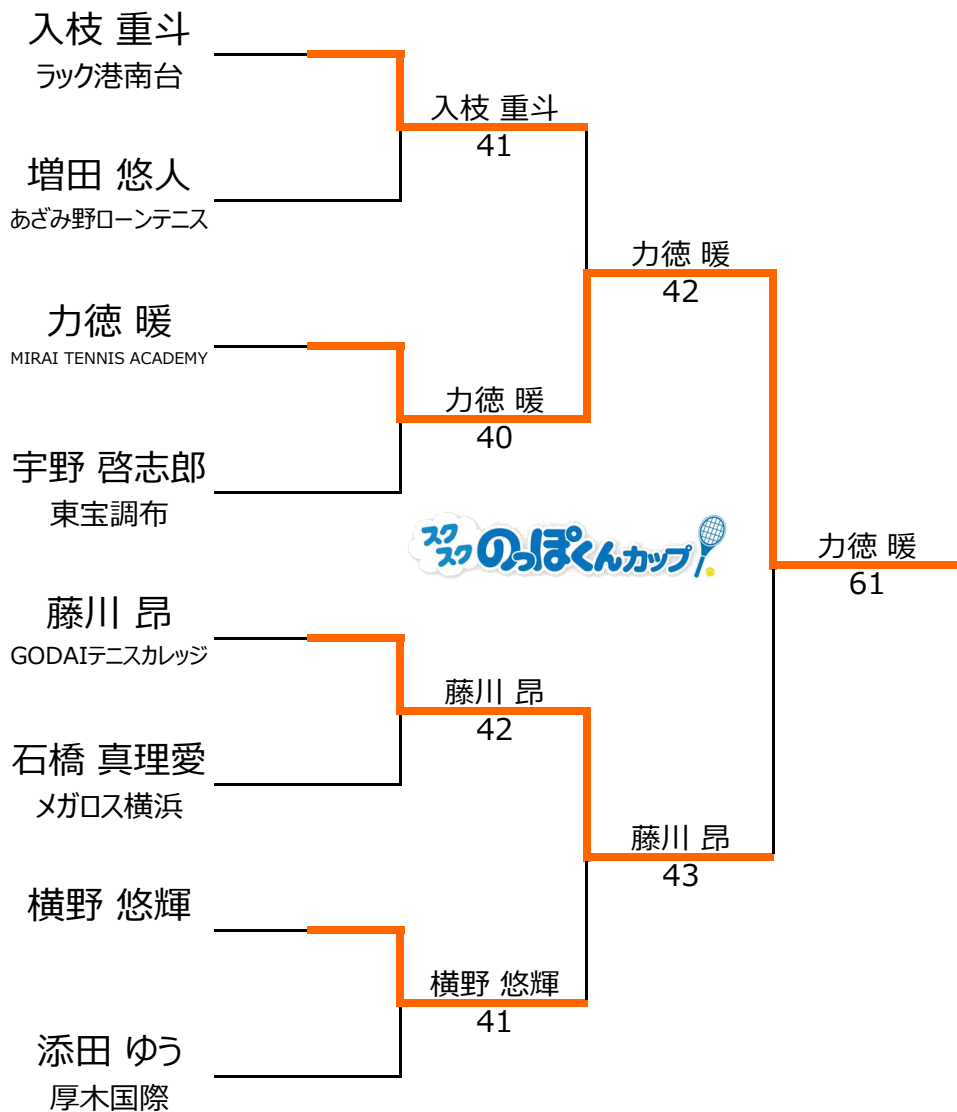 入枝 重斗
ラック港南台
入枝 重斗
41
増田 悠人
あざみ野ローンテニス
力徳 暖
42
力徳 暖
MIRAI TENNIS ACADEMY
力徳 暖
40
宇野 啓志郎
東宝調布
スクスクのっぽくんカップ
力徳 暖
61
藤川 昂
GODAIテニスカレッジ
藤川 昂
42
石橋 真理愛
メガロス横浜
藤川 昂
43
横野 悠輝
横野 悠輝
41
添田 ゆう
厚木国際